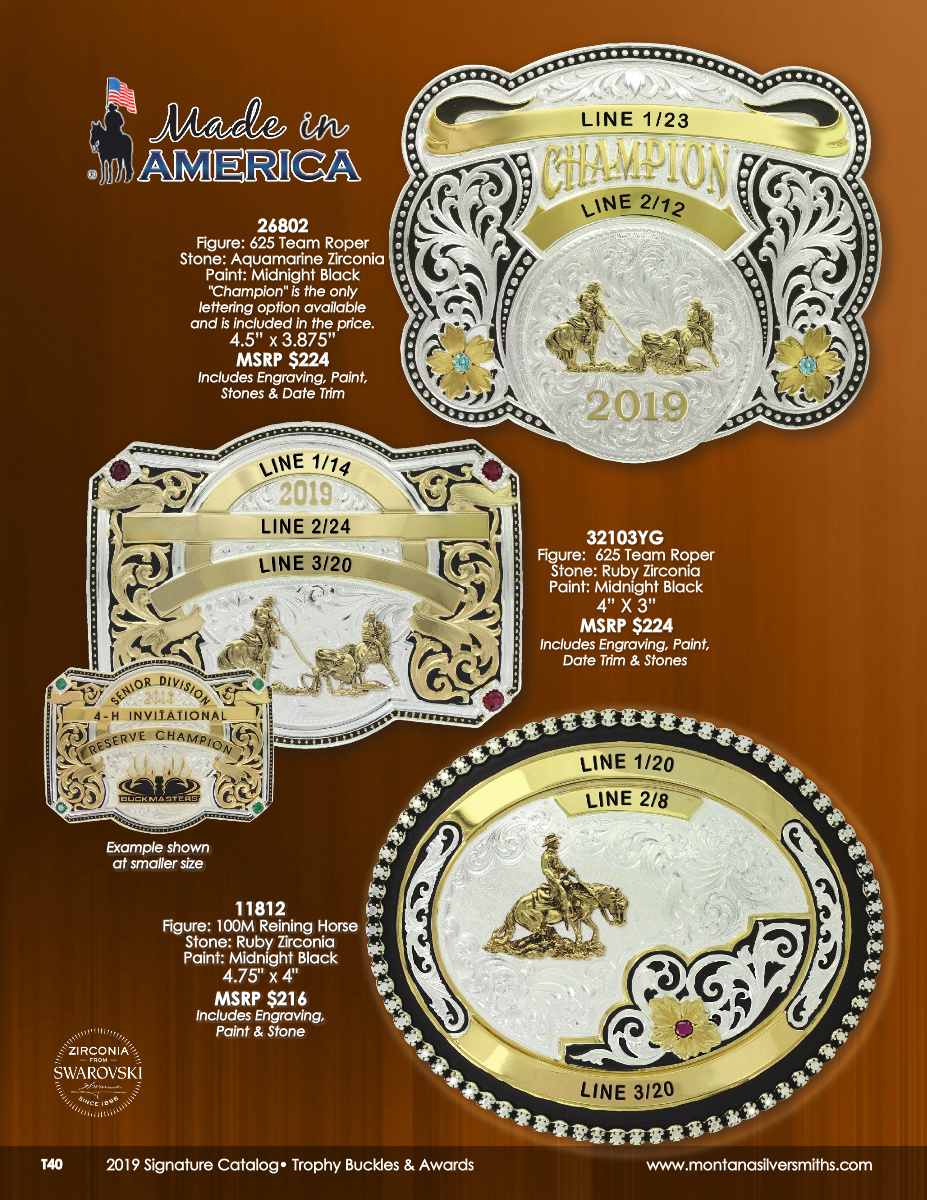 Made in
AMERICA
®
LINE 1/23
CHAMPION
LINE 2/12
2019
26802
Figure: 625 Team Roper
Stone: Aquamarine Zirconia
Paint: Midnight Black
"Champion" is the only
lettering option available
and is included in the price.
4.5” x 3.875”
MSRP $224
Includes Engraving, Paint,
Stones & Date Trim
LINE 1/14
2019
LINE 2/24
LINE 3/20
32103YG
Figure:  625 Team Roper
Stone: Ruby Zirconia
Paint: Midnight Black
4” X 3”
MSRP $224
Includes Engraving, Paint,
Date Trim & Stones
SENIOR DIVISION
4-H INVITATIONAL
RESERVE CHAMPION
BUCKMASTERS
Example shown
at smaller size
LINE 1/20
LINE 2/8
LINE 3/20
11812
Figure: 100M Reining Horse
Stone: Ruby Zirconia
Paint: Midnight Black
4.75" x 4"
MSRP $216
Includes Engraving,
Paint & Stone
ZIRCONIA
FROM
SWAROVSKI
SINCE 1895
T40
2019 Signature Catalog• Trophy Buckles & Awards
www.montanasilversmiths.com